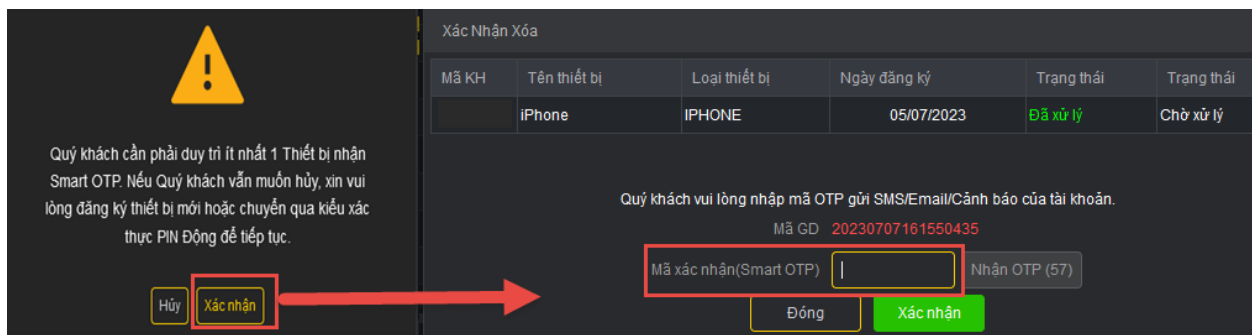 Quý khách cần phải duy trì ít nhất 1 Thiết bị nhận
Smart OTP. Nếu Quý khách vẫn muốn hủy, xin vui
lòng đăng ký thiết bị mới hoặc chuyển qua kiểu xác
thực PIN Động để tiếp tục.
Hủy Xác nhận
Xác Nhận Xóa
Mã KH Tên thiết bị Loại thiết bị Ngày đăng ký Trạng thái Trạng thái
iPhone IPHONE 05/07/2023 Đã xử lý Chờ xử lý
Quý khách vui lòng nhập mã OTP gửi SMS/Email/Cảnh báo của tài khoản.
Mã GD 20230707161550435
Mã xác nhận(Smart OTP) Nhận OTP (57)
Đóng Xác nhận